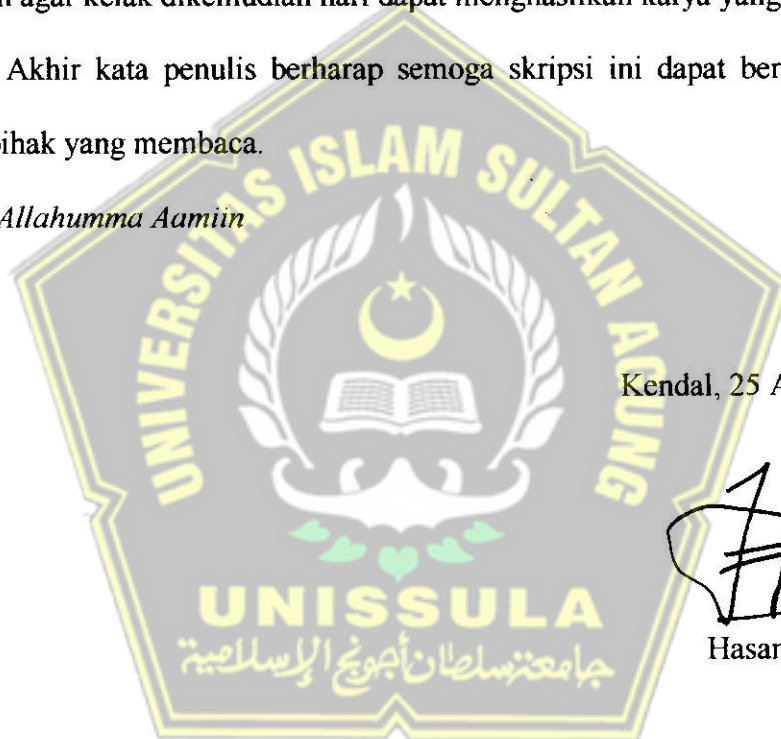 agar kelak dikemudian hari dapat menghasilkan karya yang
Akhir kata penulis berharap semoga skripsi ini dapat ber
pihak yang membaca.
Allahumma Aamiin
UNIVERSITAS ISLAM SULTAN AGUNG
Kendal, 25 A
UNISSULA
جامعة سلطان أجونج الإسلامية
Hasan